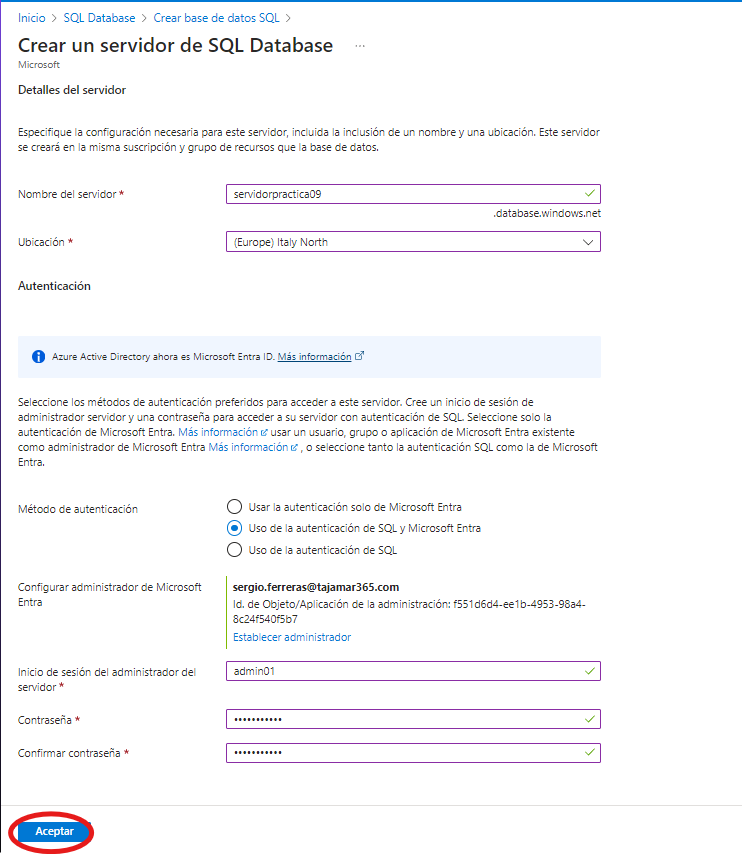 Inicio > SQL Database > Crear base de datos SQL >
Crear un servidor de SQL Database ...
Microsoft
Detalles del servidor
Especifique la configuración necesaria para este servidor, incluida la inclusión de un nombre y una ubicación. Este servidor
se creará en la misma suscripción y grupo de recursos que la base de datos.
Nombre del servidor *
servidorpractica09
.database.windows.net
Ubicación *
(Europe) Italy North
Autenticación
Azure Active Directory ahora es Microsoft Entra ID. Más información
Seleccione los métodos de autenticación preferidos para acceder a este servidor. Cree un inicio de sesión de
administrador servidor y una contraseña para acceder a su servidor con autenticación de SQL. Seleccione solo la
autenticación de Microsoft Entra. Más información usar un usuario, grupo o aplicación de Microsoft Entra existente
como administrador de Microsoft Entra Más información , o seleccione tanto la autenticación SQL como la de Microsoft
Entra.
Método de autenticación
Usar la autenticación solo de Microsoft Entra
Uso de la autenticación de SQL y Microsoft Entra
Uso de la autenticación de SQL
Configurar administrador de Microsoft
Entra
sergio.ferreras@tajamar365.com
Id. de Objeto/Aplicación de la administración: f551d6d4-ee1b-4953-98a4-
8c24f540f5b7
Establecer administrador
Inicio de sesión del administrador del
servidor *
admin01
Contraseña *
•••••••••••
Confirmar contraseña *
•••••••••••
Aceptar